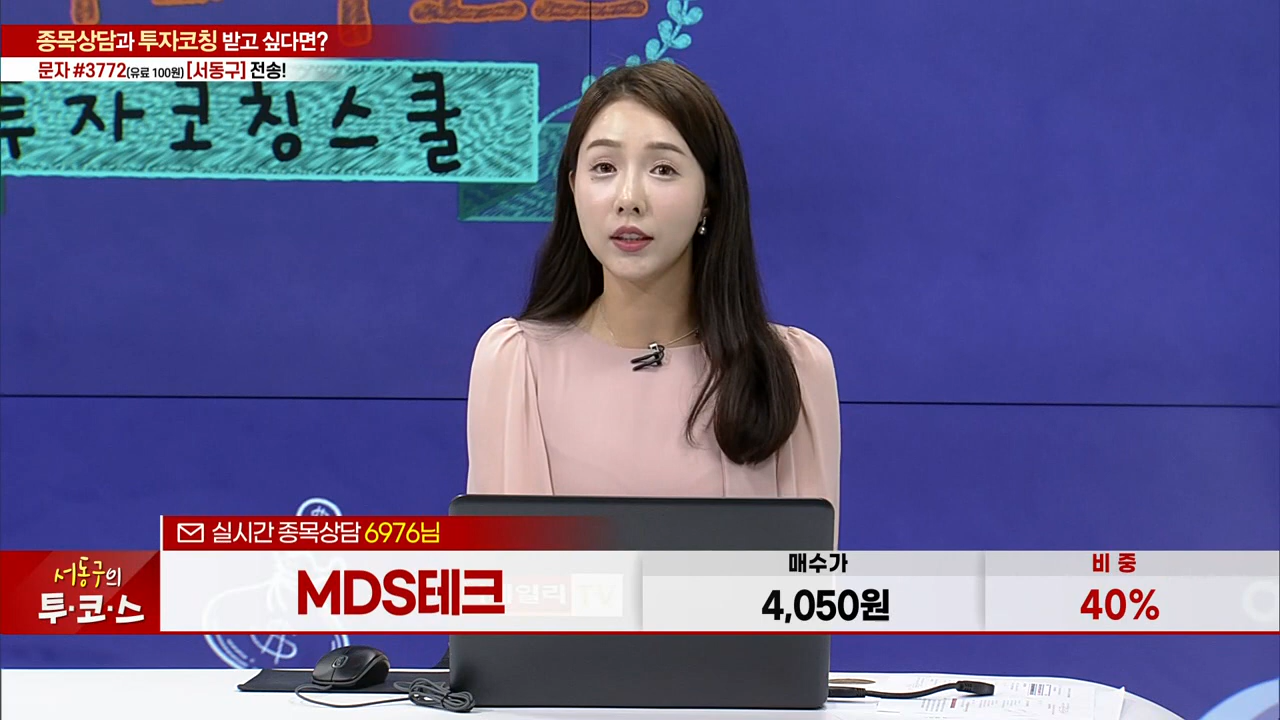 종목상담과 투자코칭 받고 싶다면?
문자 #3772(유료 100원) [서동구] 전송!
투자코칭스쿨
실시간 종목상담 6976님
서동구의
투·코·스
MDS테크
매수가
4,050원
비중
40%